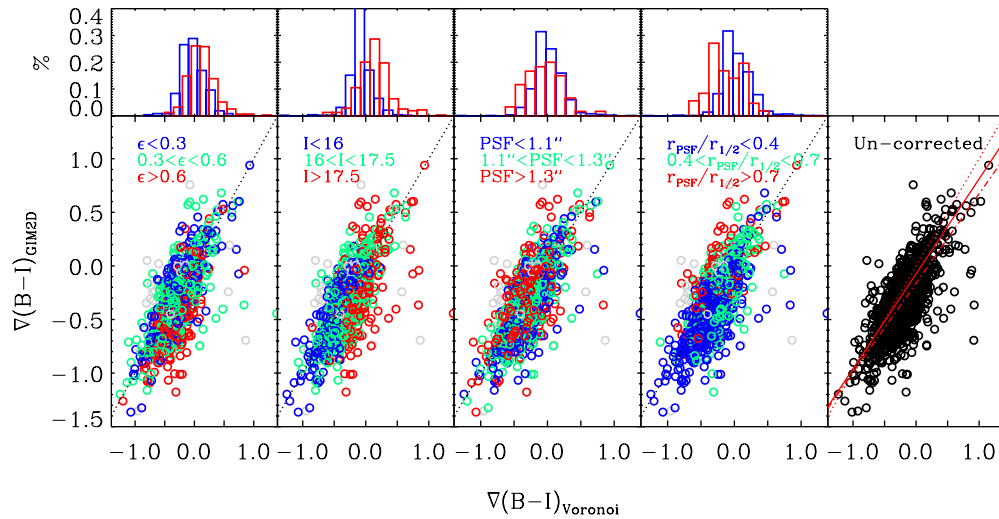 %
0.4
0.3
0.2
0.1
0.0
ϵ<0.3
0.3<ϵ<0.6
ϵ>0.6
I<16
16<I<17.5
I>17.5
PSF<1.1″
1.1″<PSF<1.3″
PSF>1.3″
r_PSF/r_1/2<0.4
0.4<r_PSF/r_1/2<0.7
r_PSF/r_1/2>0.7
Un-corrected
∇(B−I)_GIM2D
1.0
0.5
0.0
−0.5
−1.0
−1.5
−1.0 0.0 1.0
−1.0 0.0 1.0
−1.0 0.0 1.0
−1.0 0.0 1.0
−1.0 0.0 1.0
∇(B−I)_Voronoi